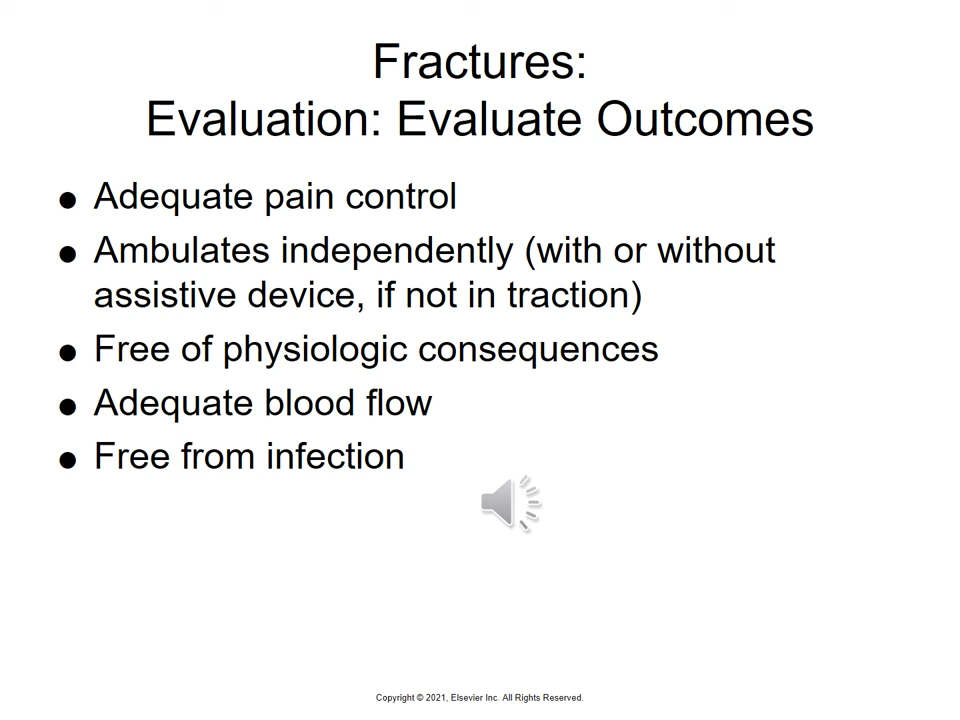 Fractures:
Evaluation: Evaluate Outcomes
● Adequate pain control
● Ambulates independently (with or without
assistive device, if not in traction)
● Free of physiologic consequences
● Adequate blood flow
● Free from infection
Copyright © 2021, Elsevier Inc. All Rights Reserved.